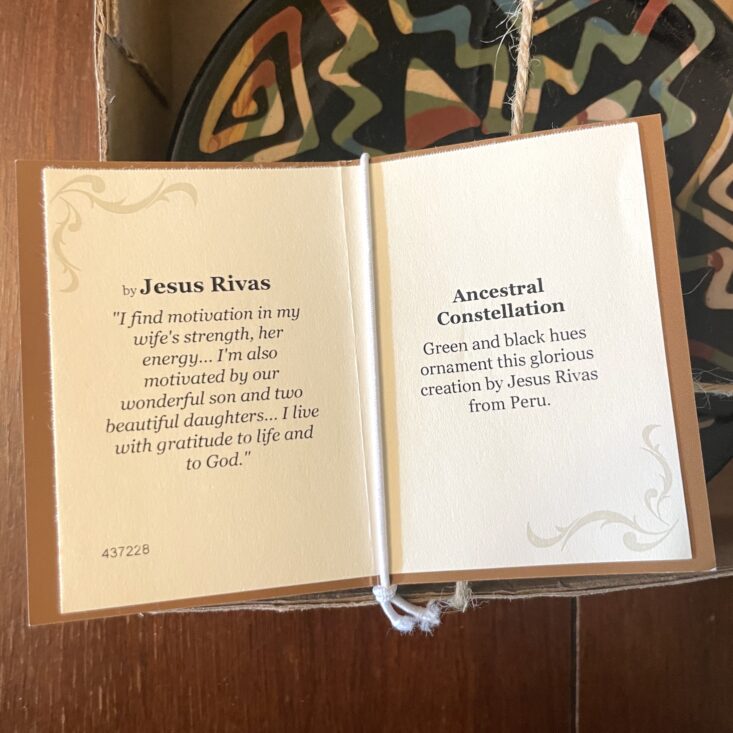 by Jesus Rivas
"I find motivation in my
wife's strength, her
energy... I'm also
motivated by our
wonderful son and two
beautiful daughters... I live
with gratitude to life and
to God."
437228
Ancestral
Constellation
Green and black hues
ornament this glorious
creation by Jesus Rivas
from Peru.